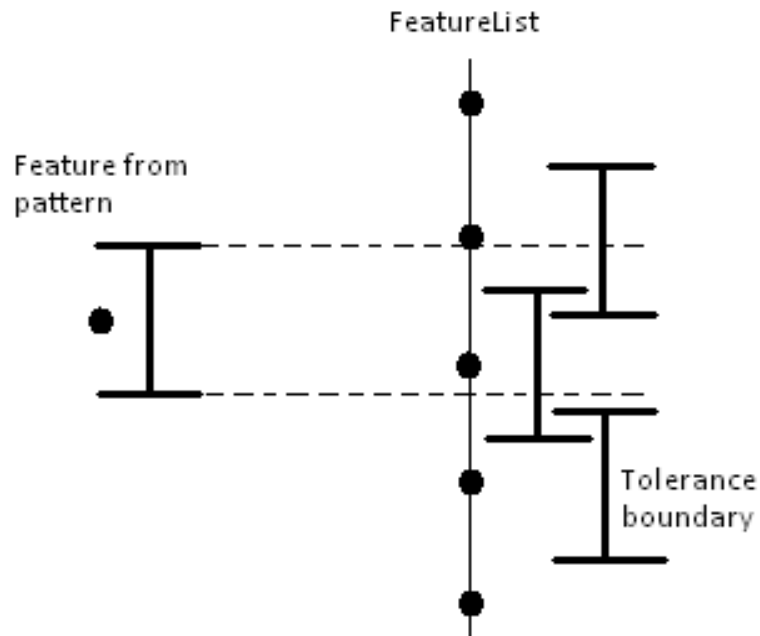 FeatureList
Feature from
pattern
Tolerance
boundary